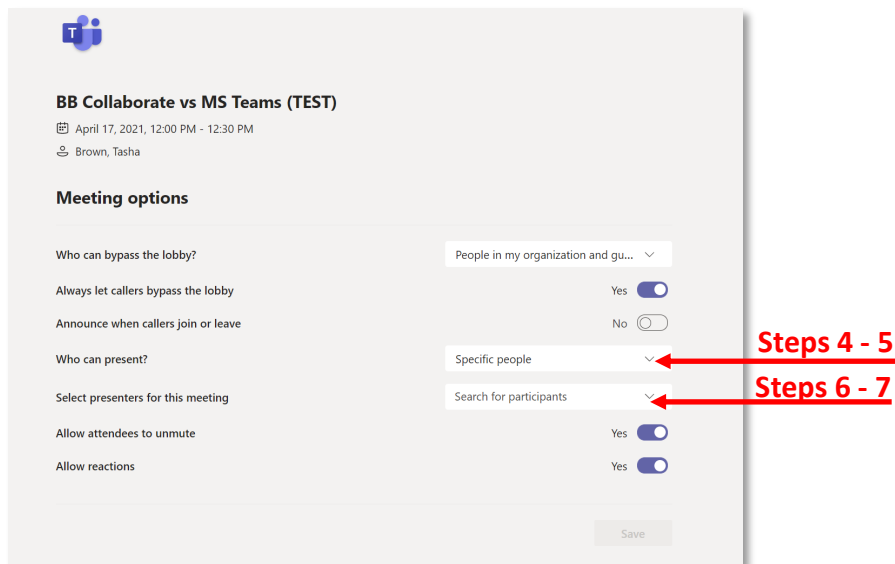 T
BB Collaborate vs MS Teams (TEST)
April 17, 2021, 12:00 PM - 12:30 PM
Brown, Tasha
Meeting options
Who can bypass the lobby? People in my organization and gu...
Always let callers bypass the lobby Yes
Announce when callers join or leave No
Who can present? Specific people Steps 4 - 5
Select presenters for this meeting Search for participants Steps 6 - 7
Allow attendees to unmute Yes
Allow reactions Yes
Save